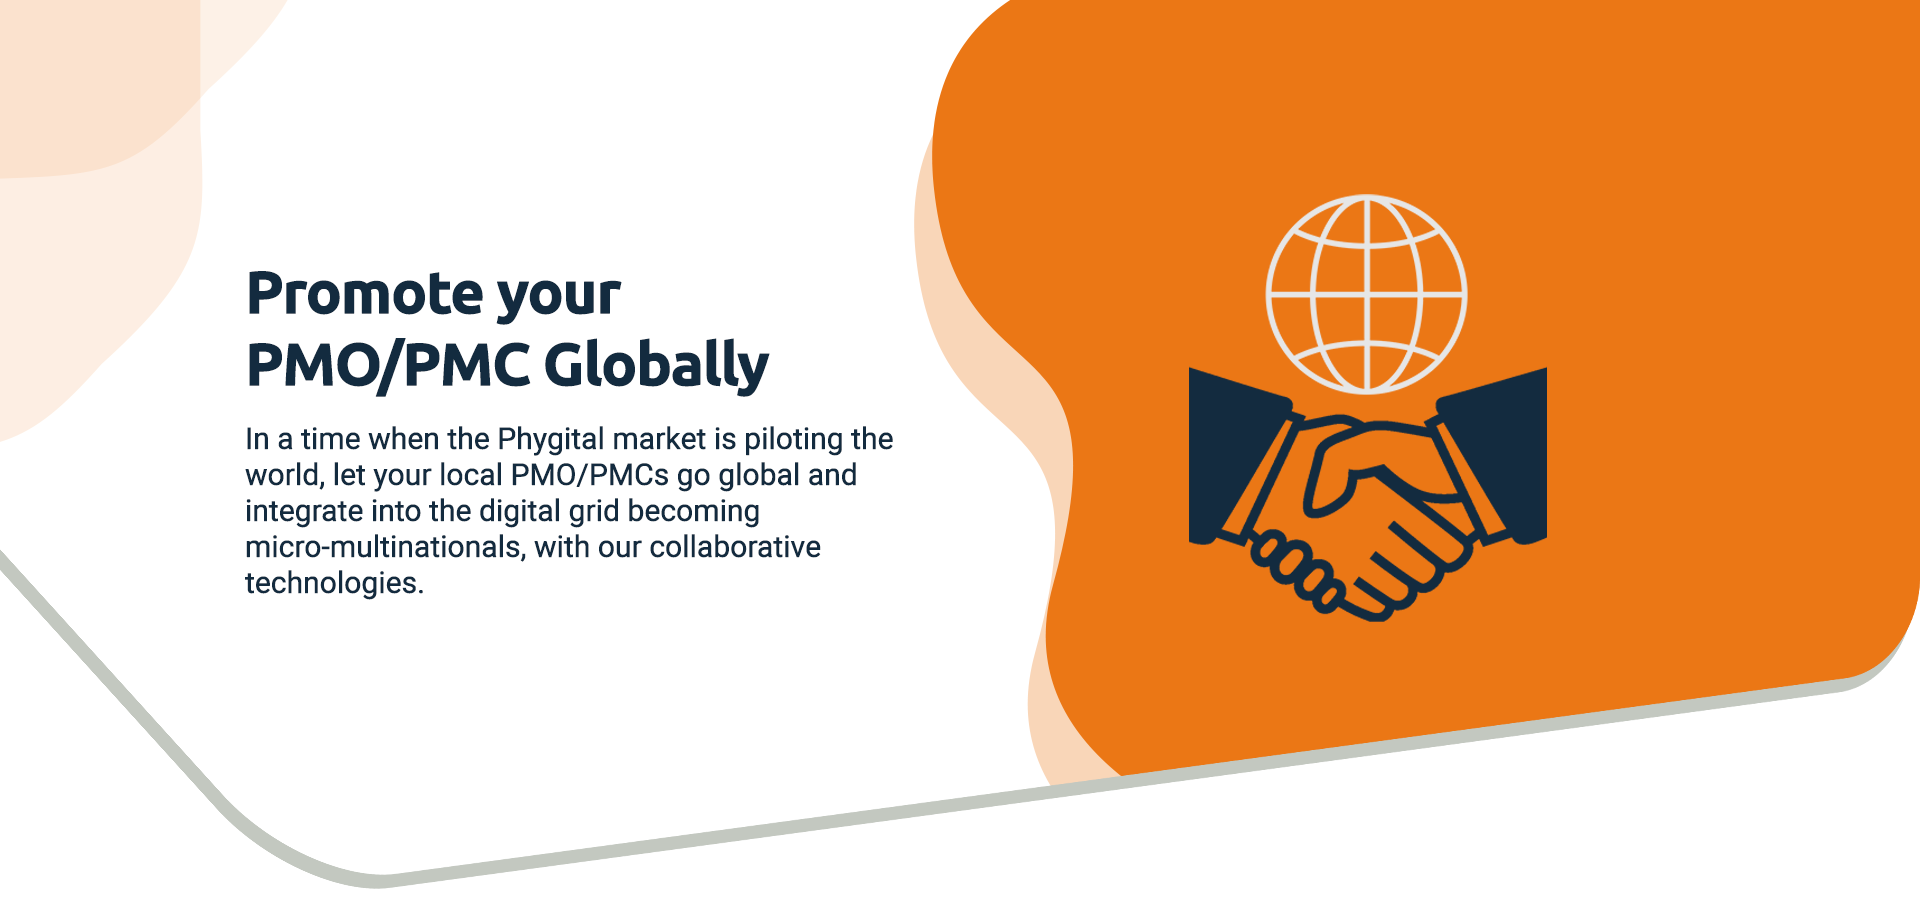 Promote your
PMO/PMC Globally
In a time when the Phygital market is piloting the
world, let your local PMO/PMCs go global and
integrate into the digital grid becoming
micro-multinationals, with our collaborative
technologies.